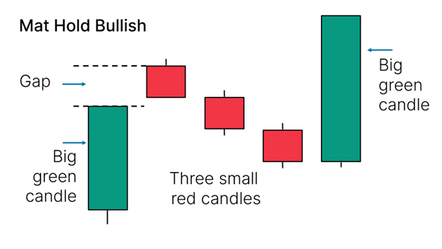 Mat Hold Bullish
Gap
Big
green
candle
Three small
red candles
Big
green
candle